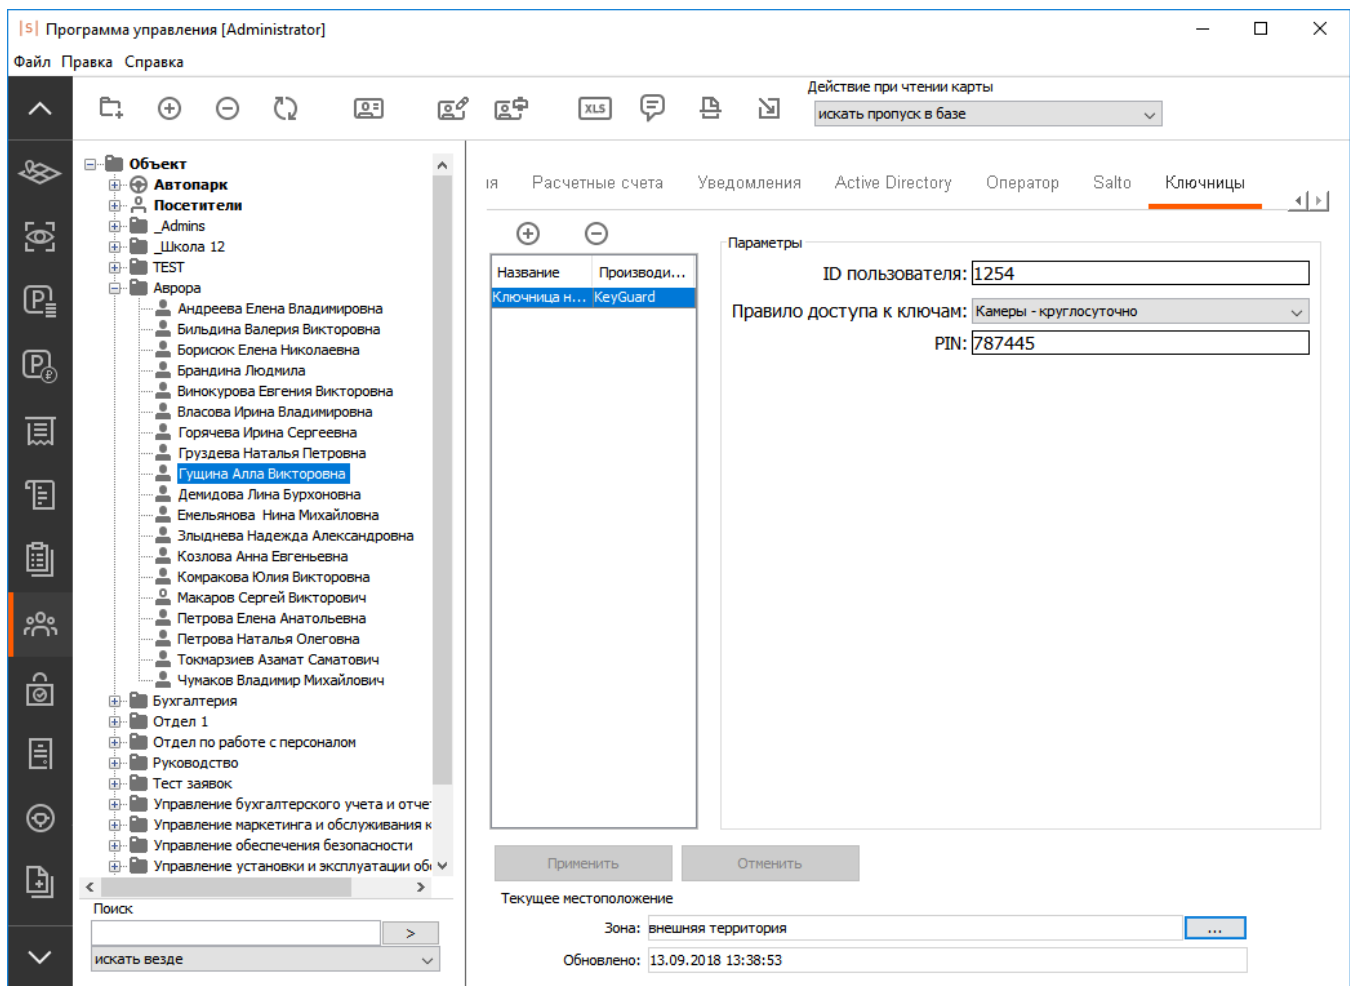 |S| Программа управления [Administrator]
Файл Правка Справка
Действие при чтении карты
XLS
искать пропуск в базе
Объект
Автопарк
Посетители
_Admins
_Школа 12
TEST
Аврора
Андреева Елена Владимировна
Бильдина Валерия Викторовна
Борисюк Елена Николаевна
Брандина Людмила
Винокурова Евгения Викторовна
Власова Ирина Владимировна
Горячева Ирина Сергеевна
Груздева Наталья Петровна
Гущина Алла Викторовна
Демидова Лина Бурхоновна
Емельянова Нина Михайловна
Злыднева Надежда Александровна
Козлова Анна Евгеньевна
Комракова Юлия Викторовна
Макаров Сергей Викторович
Петрова Елена Анатольевна
Петрова Наталья Олеговна
Токмарзиев Азамат Саматович
Чумаков Владимир Михайлович
Бухгалтерия
Отдел 1
Отдел по работе с персоналом
Руководство
Тест заявок
Управление бухгалтерского учета и отче
Управление маркетинга и обслуживания к
Управление обеспечения безопасности
Управление установки и эксплуатации об
Поиск
>
искать везде
ия Расчетные счета Уведомления Active Directory Оператор Salto Ключницы
Название Производи...
Ключница н... KeyGuard
Параметры
ID пользователя: 1254
Правило доступа к ключам: Камеры - круглосуточно
PIN: 787445
Применить Отменить
Текущее местоположение
Зона: внешняя территория ...
Обновлено: 13.09.2018 13:38:53